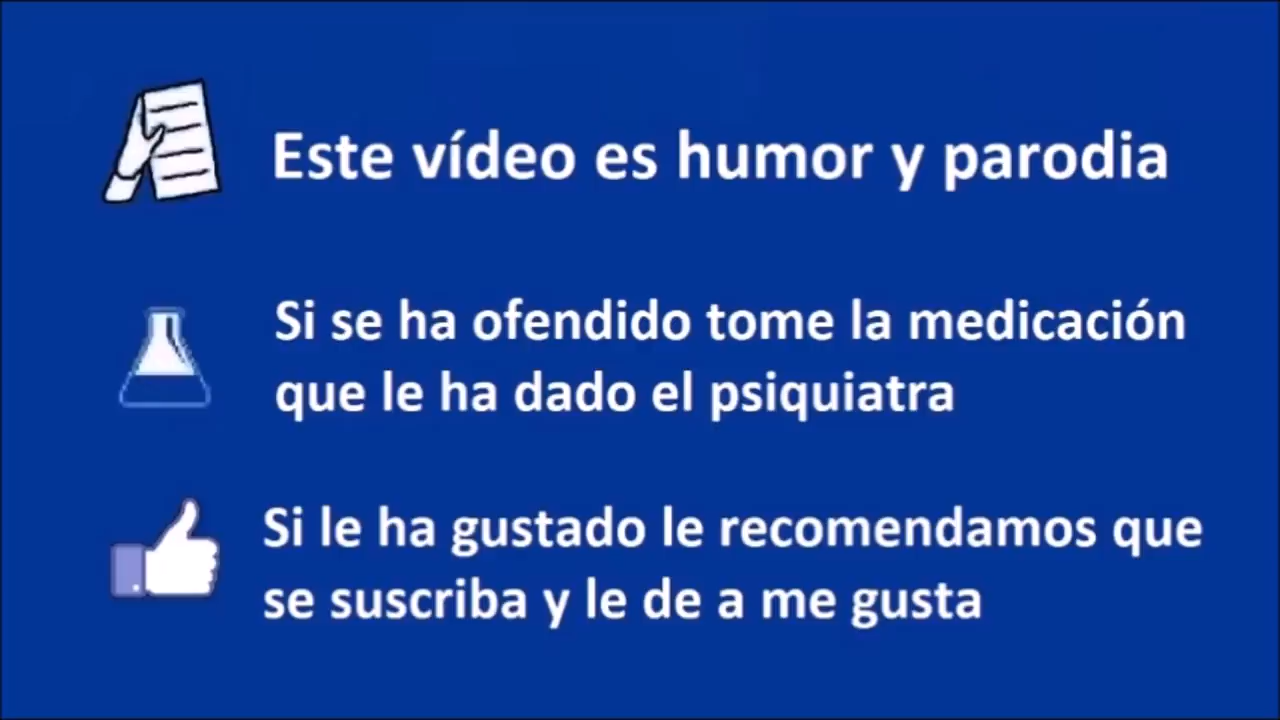 Este vídeo es humor y parodia
Si se ha ofendido tome la medicación
que le ha dado el psiquiatra
Si le ha gustado le recomendamos que
se suscriba y le de a me gusta